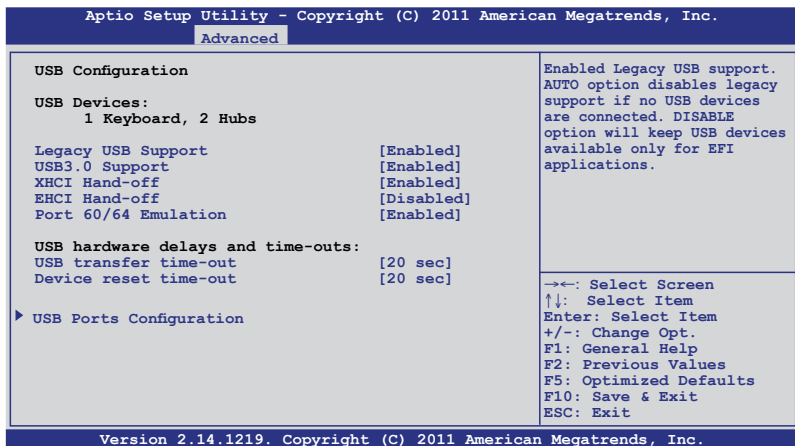 Aptio Setup Utility - Copyright (C) 2011 American Megatrends, Inc.
Advanced
USB Configuration
USB Devices:
1 Keyboard, 2 Hubs
Legacy USB Support [Enabled]
USB3.0 Support [Enabled]
XHCI Hand-off [Enabled]
EHCI Hand-off [Disabled]
Port 60/64 Emulation [Enabled]
USB hardware delays and time-outs:
USB transfer time-out [20 sec]
Device reset time-out [20 sec]
USB Ports Configuration
Enabled Legacy USB support.
AUTO option disables legacy
support if no USB devices
are connected. DISABLE
option will keep USB devices
available only for EFI
applications.
→←: Select Screen
↑↓: Select Item
Enter: Select Item
+/-: Change Opt.
F1: General Help
F2: Previous Values
F5: Optimized Defaults
F10: Save & Exit
ESC: Exit
Version 2.14.1219. Copyright (C) 2011 American Megatrends, Inc.